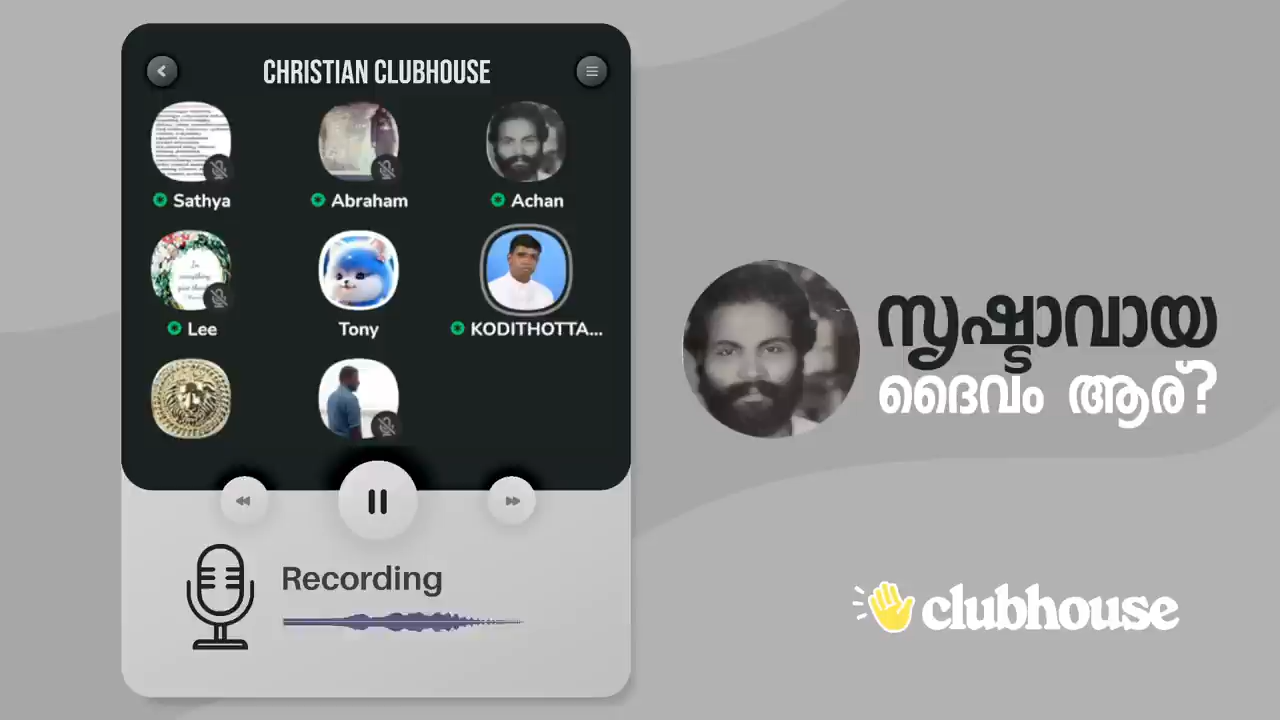 CHRISTIAN CLUBHOUSE
Sathya
Abraham
Achan
Lee
Tony
KODITHOTTA...
Recording
സൃഷ്ടാവായ
ദൈവം ആര്?
clubhouse